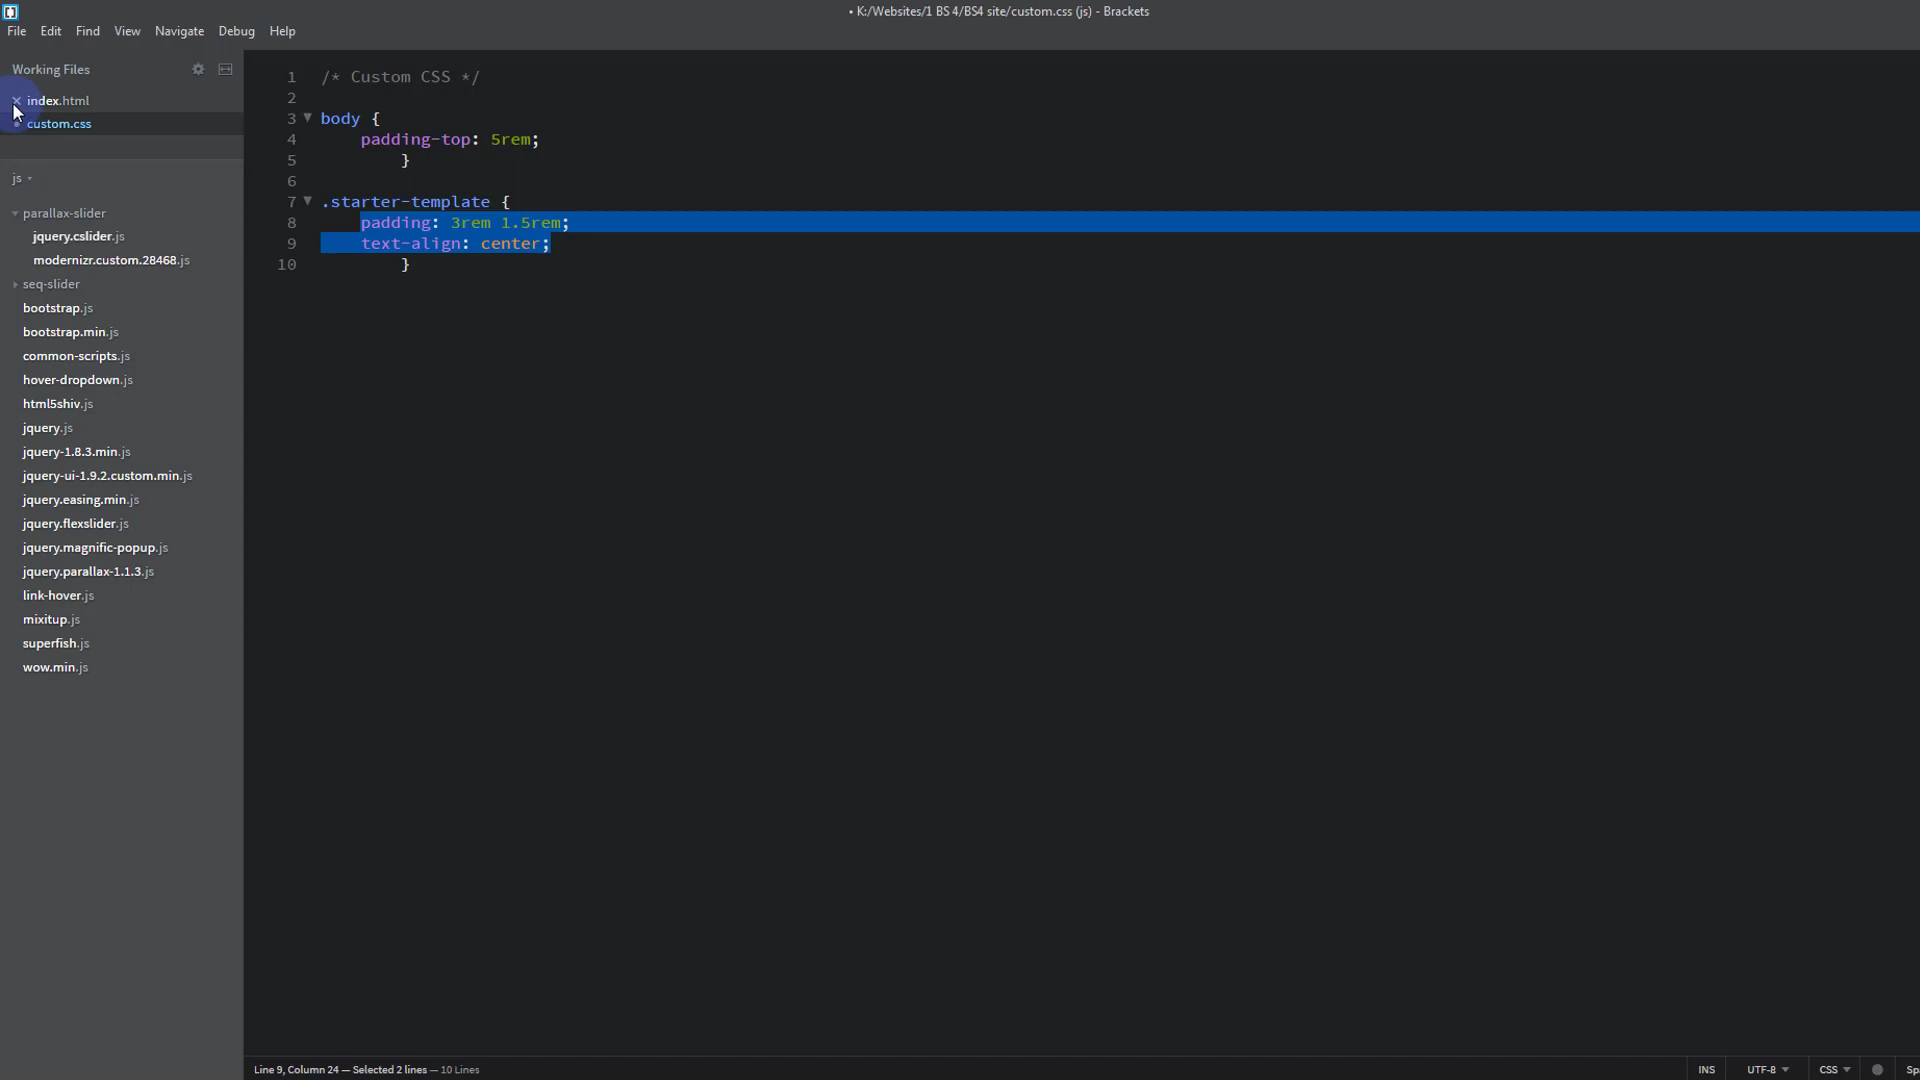 • K:/Websites/1 BS 4/BS4 site/custom.css (js) - Brackets
File Edit Find View Navigate Debug Help
Working Files
index.html
custom.css
js
parallax-slider
jquery.cslider.js
modernizr.custom.28468.js
seq-slider
bootstrap.js
bootstrap.min.js
common-scripts.js
hover-dropdown.js
html5shiv.js
jquery.js
jquery-1.8.3.min.js
jquery-ui-1.9.2.custom.min.js
jquery.easing.min.js
jquery.flexslider.js
jquery.magnific-popup.js
jquery.parallax-1.1.3.js
link-hover.js
mixitup.js
superfish.js
wow.min.js
1 /* Custom CSS */
2
3 body {
4 padding-top: 5rem;
5 }
6
7 .starter-template {
8 padding: 3rem 1.5rem;
9 text-align: center;
10 }
Line 9, Column 24 — Selected 2 lines — 10 Lines INS UTF-8 CSS Sp